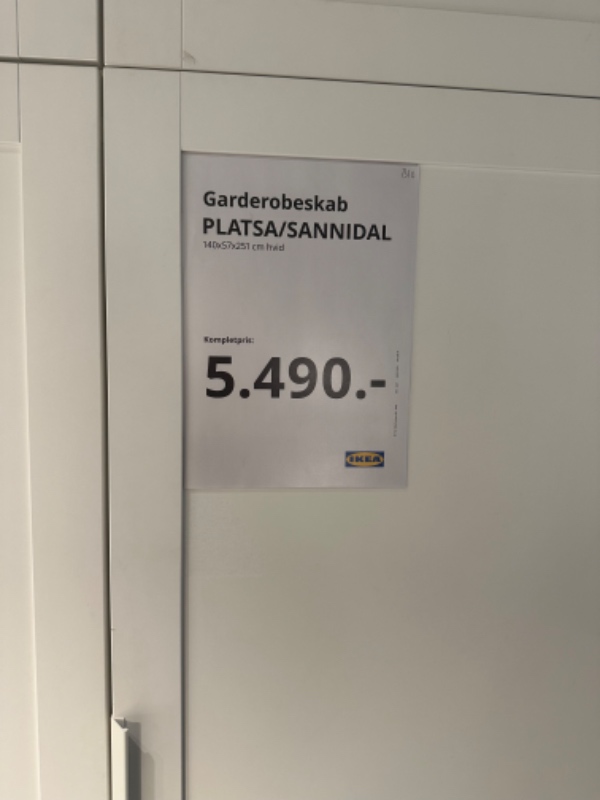 Garderobeskab
PLATSA/SANNIDAL
140x57x251 cm hvid
Kompletpris:
5.490.-
IKEA